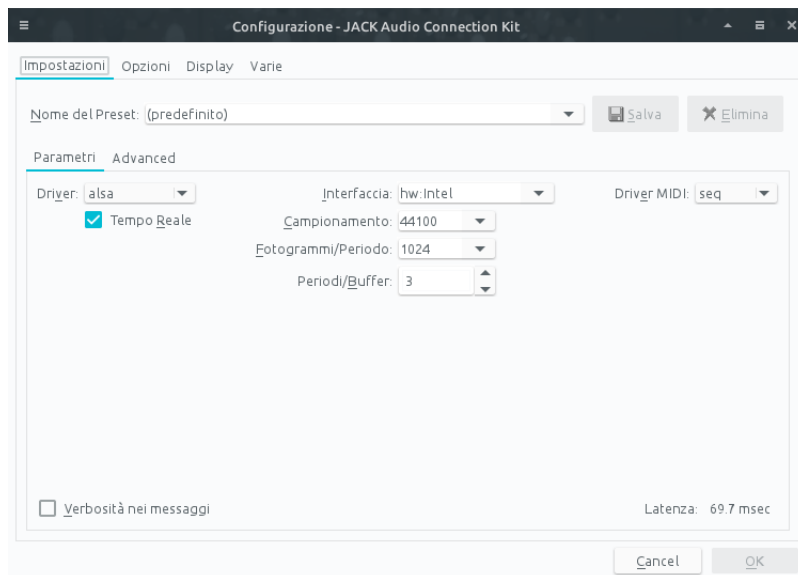 Configurazione - JACK Audio Connection Kit
Impostazioni Opzioni Display Varie
Nome del Preset: (predefinito) Salva Elimina
Parametri Advanced
Driver: alsa Interfaccia: hw:Intel Driver MIDI: seq
Tempo Reale Campionamento: 44100
Fotogrammi/Periodo: 1024
Periodi/Buffer: 3
Verbosità nei messaggi Latenza: 69.7 msec
Cancel OK